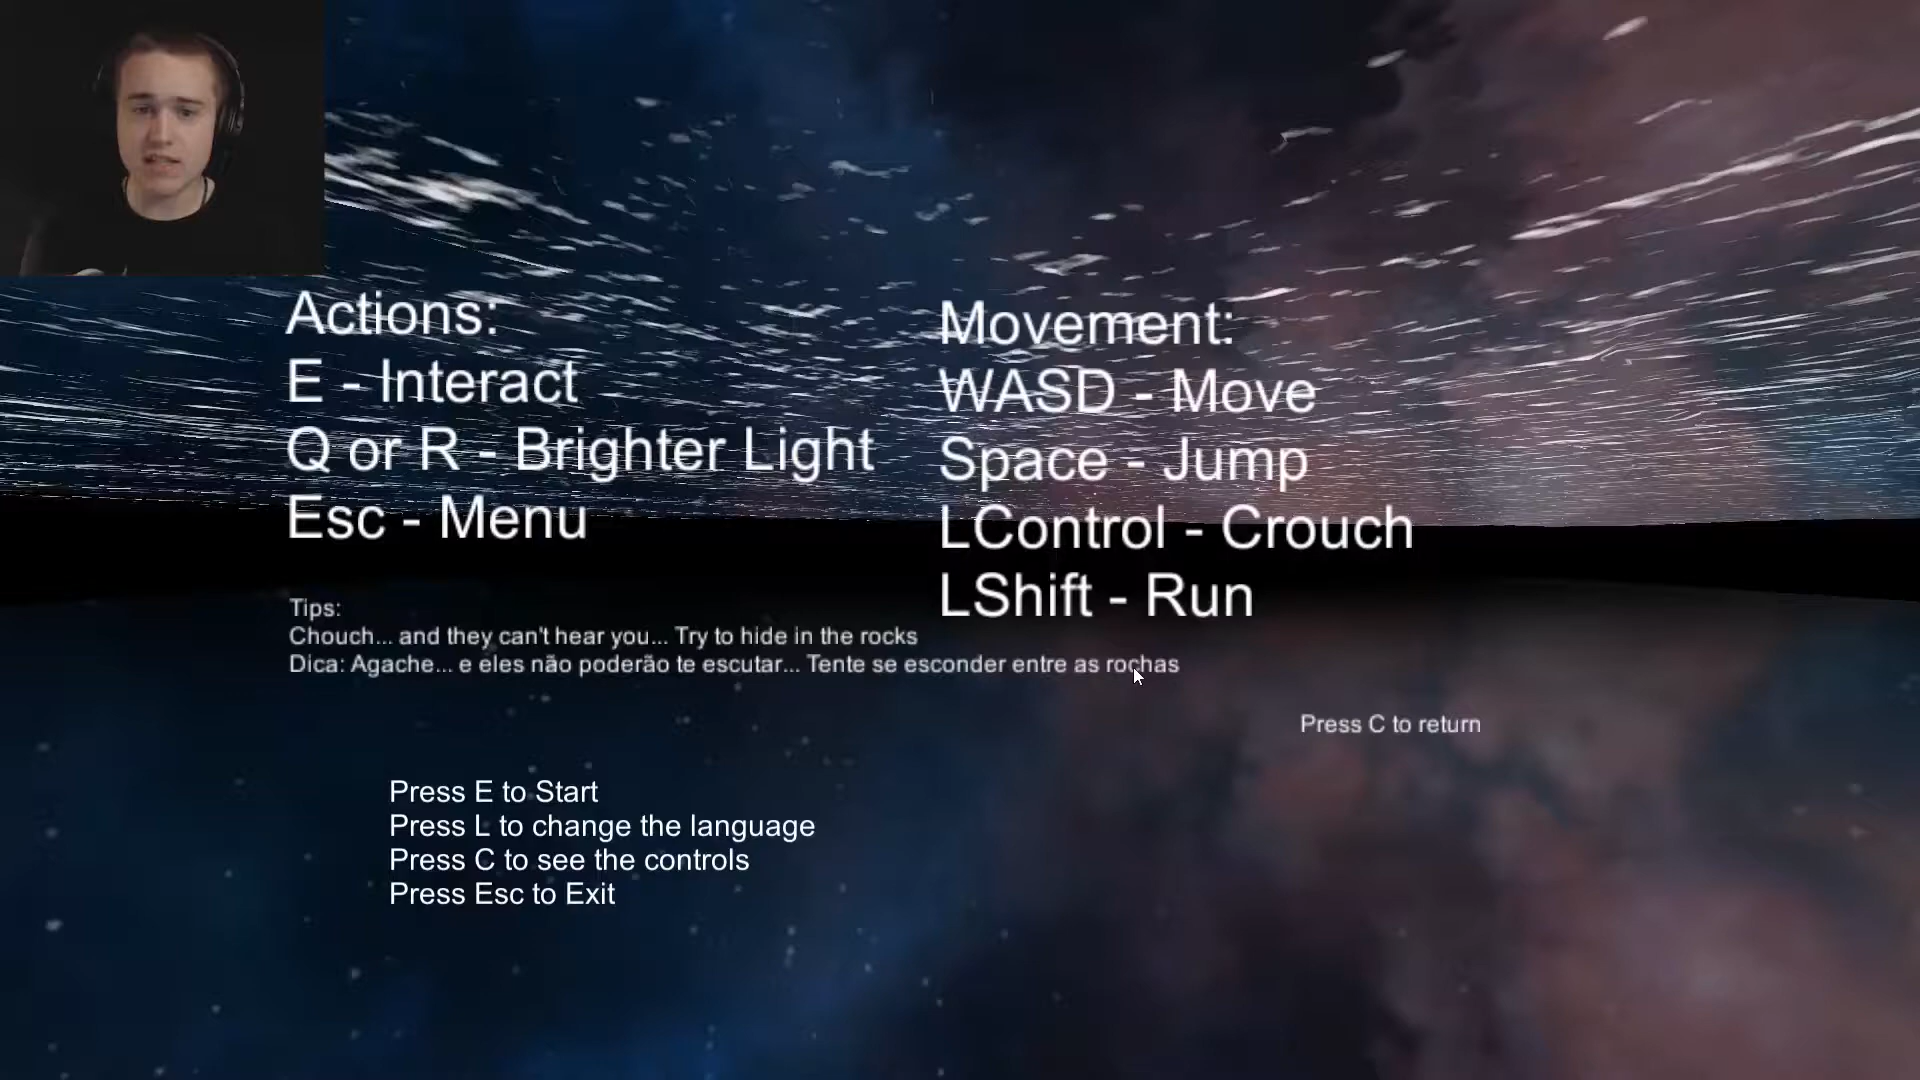 Actions:
E - Interact
Q or R - Brighter Light
Esc - Menu
Movement:
WASD - Move
Space - Jump
LControl - Crouch
LShift - Run
Tips:
Chouch... and they can't hear you... Try to hide in the rocks
Dica: Agache... e eles não poderão te escutar... Tente se esconder entre as rochas
Press C to return
Press E to Start
Press L to change the language
Press C to see the controls
Press Esc to Exit